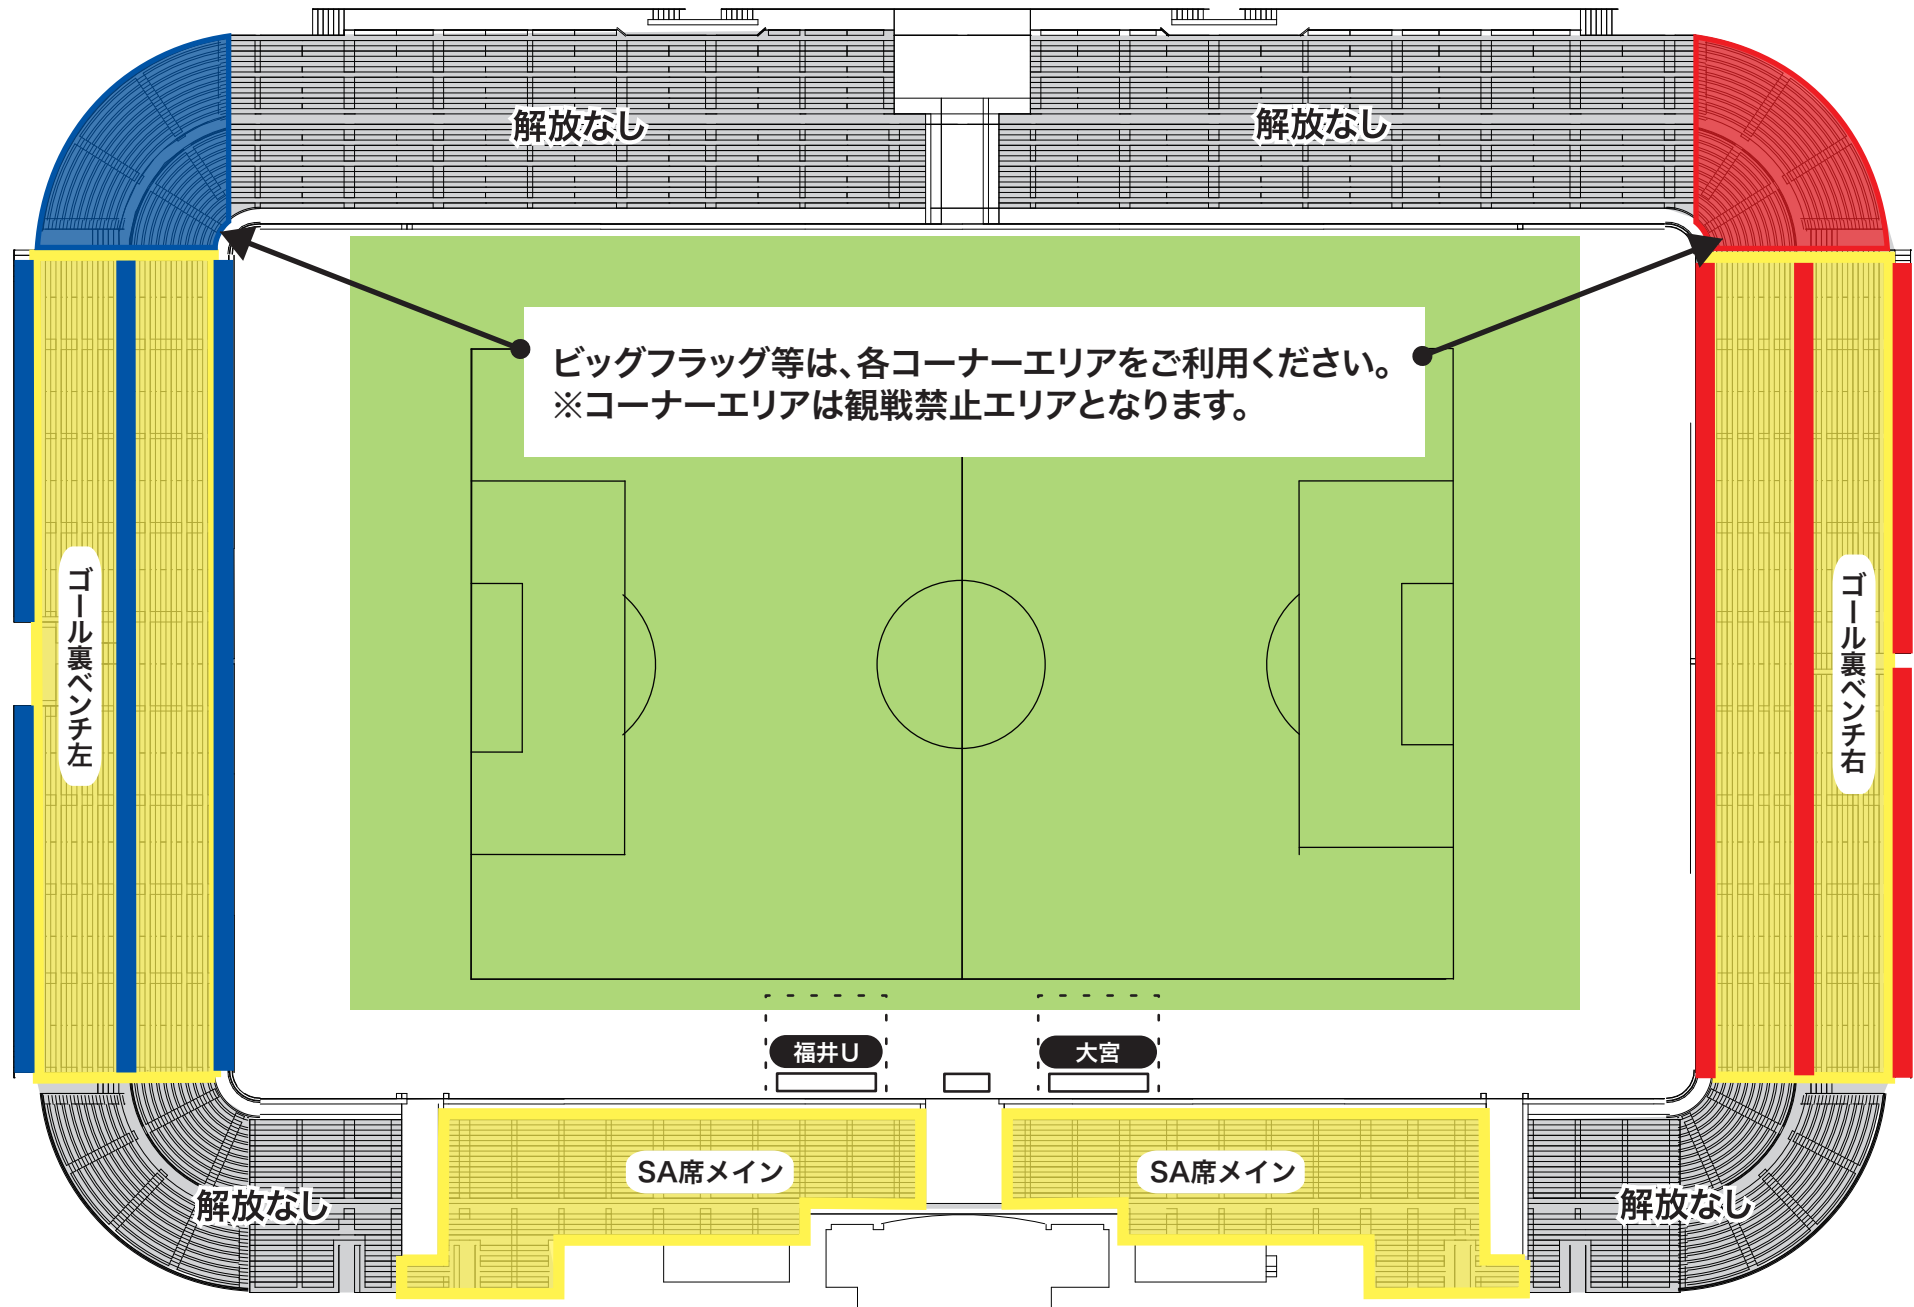 解放なし
解放なし
ビッグフラッグ等は、各コーナーエリアをご利用ください。
※コーナーエリアは観戦禁止エリアとなります。
ゴール裏ベンチ左
ゴール裏ベンチ右
福井U
大宮
SA席メイン
SA席メイン
解放なし
解放なし